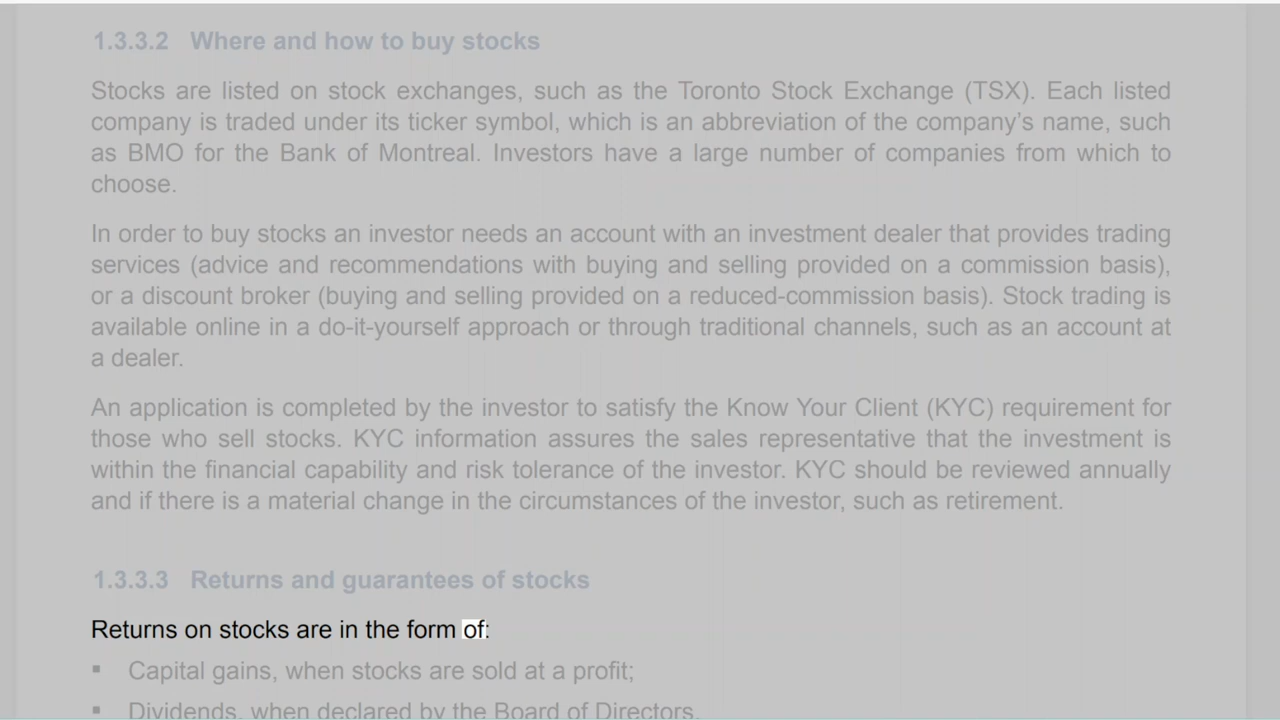 1.3.3.2 Where and how to buy stocks
Stocks are listed on stock exchanges, such as the Toronto Stock Exchange (TSX). Each listed
company is traded under its ticker symbol, which is an abbreviation of the company's name, such
as BMO for the Bank of Montreal. Investors have a large number of companies from which to
choose.
In order to buy stocks an investor needs an account with an investment dealer that provides trading
services (advice and recommendations with buying and selling provided on a commission basis),
or a discount broker (buying and selling provided on a reduced-commission basis). Stock trading is
available online in a do-it-yourself approach or through traditional channels, such as an account at
a dealer.
An application is completed by the investor to satisfy the Know Your Client (KYC) requirement for
those who sell stocks. KYC information assures the sales representative that the investment is
within the financial capability and risk tolerance of the investor. KYC should be reviewed annually
and if there is a material change in the circumstances of the investor, such as retirement.
1.3.3.3 Returns and guarantees of stocks
Returns on stocks are in the form of:
▪ Capital gains, when stocks are sold at a profit;
▪ Dividends, when declared by the Board of Directors.